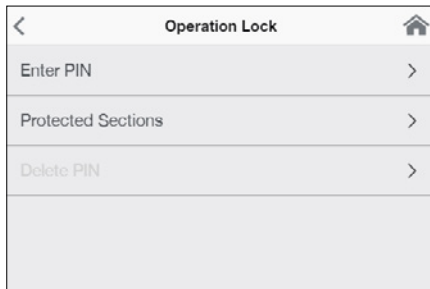 Operation Lock
Enter PIN
Protected Sections
Delete PIN